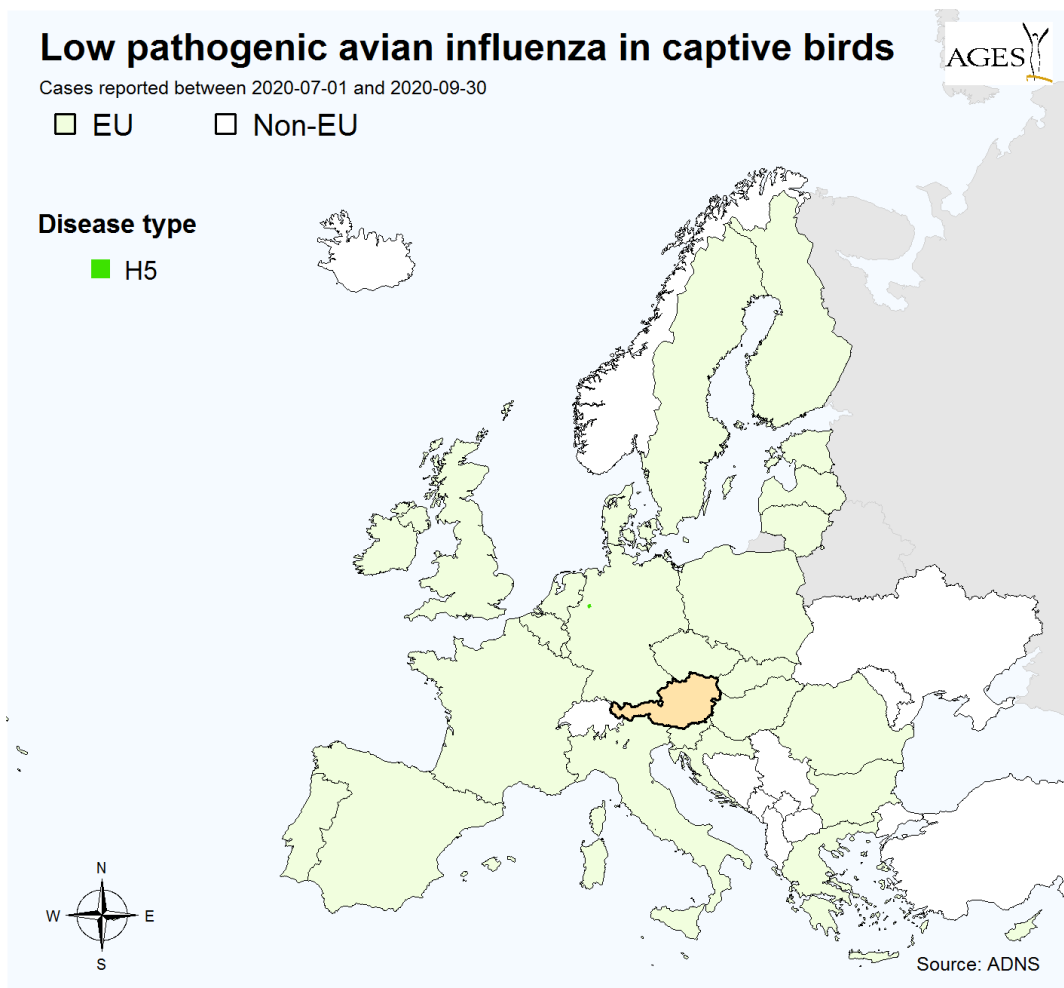 Low pathogenic avian influenza in captive birds
AGES
Cases reported between 2020-07-01 and 2020-09-30
EU Non-EU
Disease type
H5
N
W E
S
Source: ADNS